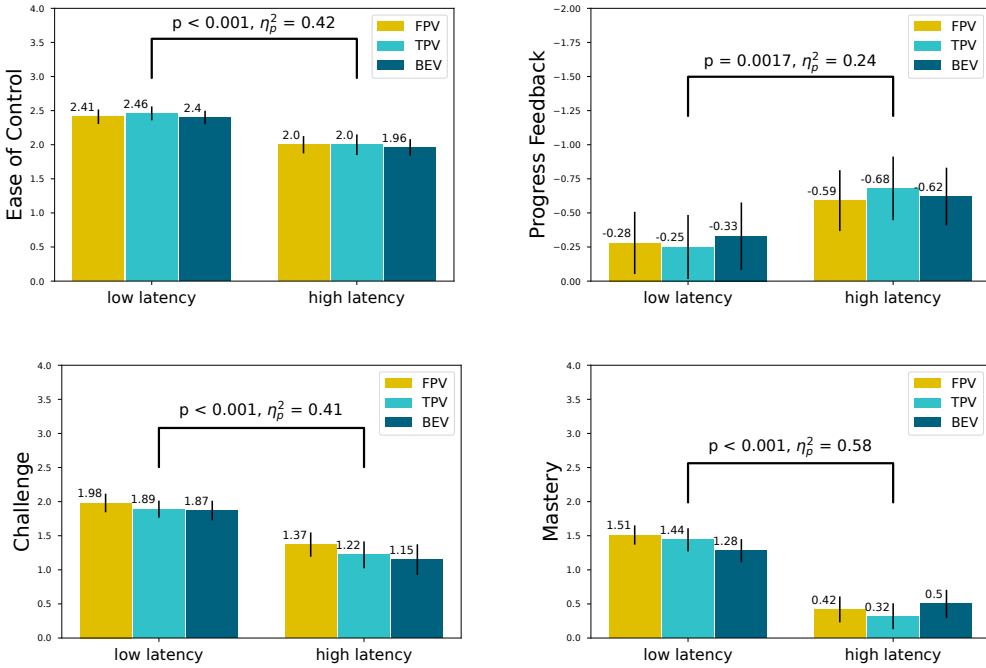 4.0
3.5
3.0
2.5
2.0
1.5
1.0
0.5
0.0
Ease of Control
p < 0.001, η_p^2 = 0.42
FPV
TPV
BEV
2.41
2.46
2.4
2.0
2.0
1.96
low latency
high latency
−2.00
−1.75
−1.50
−1.25
−1.00
−0.75
−0.50
−0.25
−0.00
Progress Feedback
p = 0.0017, η_p^2 = 0.24
FPV
TPV
BEV
-0.28
-0.25
-0.33
-0.59
-0.68
-0.62
low latency
high latency
4.0
3.5
3.0
2.5
2.0
1.5
1.0
0.5
0.0
Challenge
p < 0.001, η_p^2 = 0.41
FPV
TPV
BEV
1.98
1.89
1.87
1.37
1.22
1.15
low latency
high latency
4.0
3.5
3.0
2.5
2.0
1.5
1.0
0.5
0.0
Mastery
p < 0.001, η_p^2 = 0.58
FPV
TPV
BEV
1.51
1.44
1.28
0.42
0.32
0.5
low latency
high latency